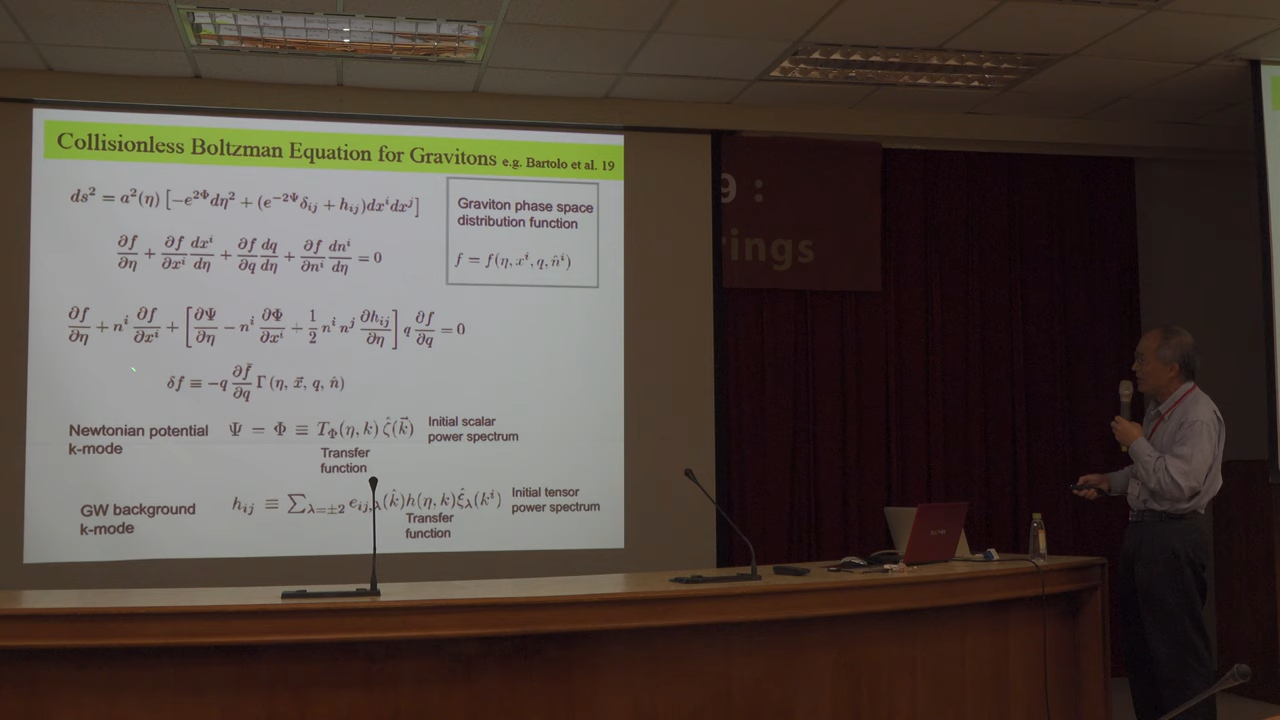 Collisionless Boltzman Equation for Gravitons e.g. Bartolo et al. 19
ds² = a²(η) [−e^{2Φ}dη² + (e^{−2Ψ}δ_{ij} + h_{ij})dx^i dx^j]
Graviton phase space
distribution function
f = f(η, x^i, q, n̂^i)
∂f/∂η + ∂f/∂x^i dx^i/dη + ∂f/∂q dq/dη + ∂f/∂n^i dn^i/dη = 0
∂f/∂η + n^i ∂f/∂x^i + [∂Ψ/∂η − n^i ∂Φ/∂x^i + 1/2 n^i n^j ∂h_{ij}/∂η] q ∂f/∂q = 0
δf ≡ −q ∂f̄/∂q Γ(η, x⃗, q, n̂)
Newtonian potential
k-mode
Ψ = Φ ≡ T_Φ(η, k) ζ̂(k⃗)
Initial scalar
power spectrum
Transfer
function
GW background
k-mode
h_{ij} ≡ ∑_{λ=±2} e_{ij,λ}(k̂)h(η, k)ξ̂_λ(k^i)
Initial tensor
power spectrum
Transfer
function
9 :
rings